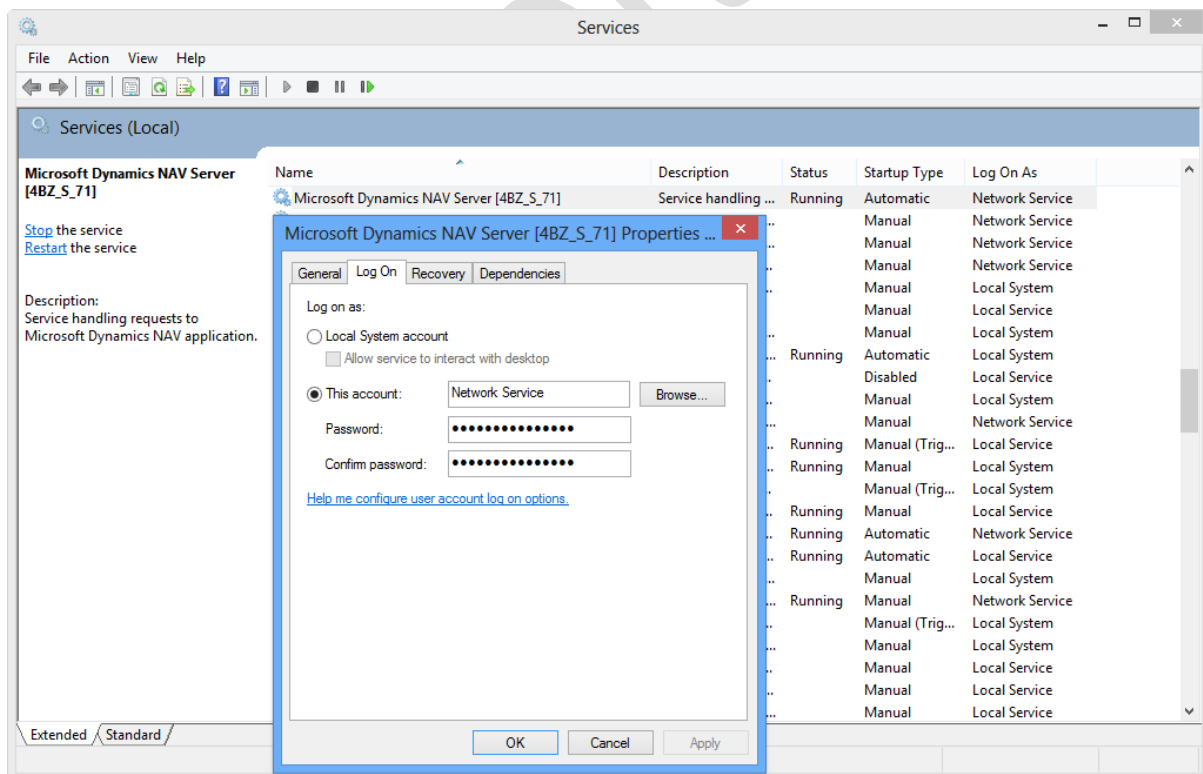 Services
File Action View Help
Services (Local)
Microsoft Dynamics NAV Server
[4BZ_S_71]
Stop the service
Restart the service
Description:
Service handling requests to
Microsoft Dynamics NAV application.
Name Description Status Startup Type Log On As
Microsoft Dynamics NAV Server [4BZ_S_71] Service handling ... Running Automatic Network Service
... Manual Network Service
... Manual Network Service
... Manual Network Service
... Manual Local System
Manual Local Service
... Manual Local System
... Running Automatic Local System
... Disabled Local Service
... Manual Local System
... Manual Network Service
... Running Manual (Trig... Local Service
... Running Manual Local System
... Manual (Trig... Local System
... Running Manual Local Service
... Running Automatic Network Service
... Running Automatic Local Service
... Manual Local System
... Running Manual Network Service
... Manual (Trig... Local System
... Manual Local System
... Manual Local Service
... Manual Local Service
... Manual Local Service
Microsoft Dynamics NAV Server [4BZ_S_71] Properties ...
General Log On Recovery Dependencies
Log on as:
Local System account
Allow service to interact with desktop
This account: Network Service Browse...
Password: •••••••••••••••
Confirm password: •••••••••••••••
Help me configure user account log on options.
OK Cancel Apply
Extended Standard